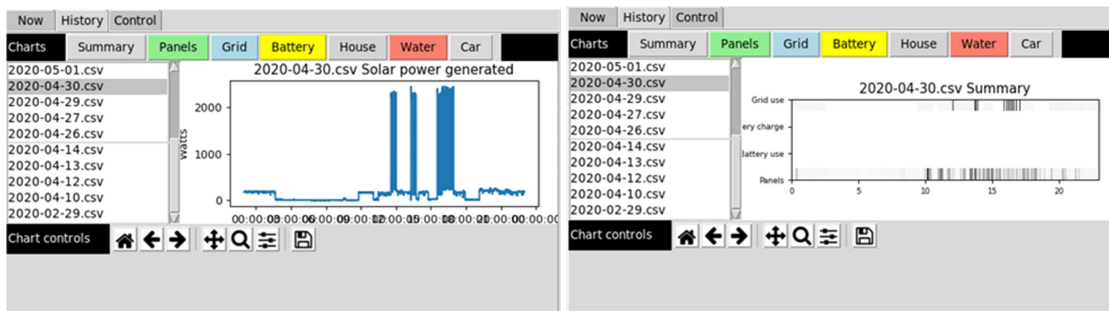 Now History Control
Charts Summary Panels Grid Battery House Water Car
2020-05-01.csv
2020-04-30.csv
2020-04-29.csv
2020-04-27.csv
2020-04-26.csv
2020-04-14.csv
2020-04-13.csv
2020-04-12.csv
2020-04-10.csv
2020-02-29.csv
2020-04-30.csv Solar power generated
2000
1000
0
Watts
Chart controls
Now History Control
Charts Summary Panels Grid Battery House Water Car
2020-05-01.csv
2020-04-30.csv
2020-04-29.csv
2020-04-27.csv
2020-04-26.csv
2020-04-14.csv
2020-04-13.csv
2020-04-12.csv
2020-04-10.csv
2020-02-29.csv
2020-04-30.csv Summary
Grid use
ery charge
attery use
Panels
0 5 10 15 20
Chart controls